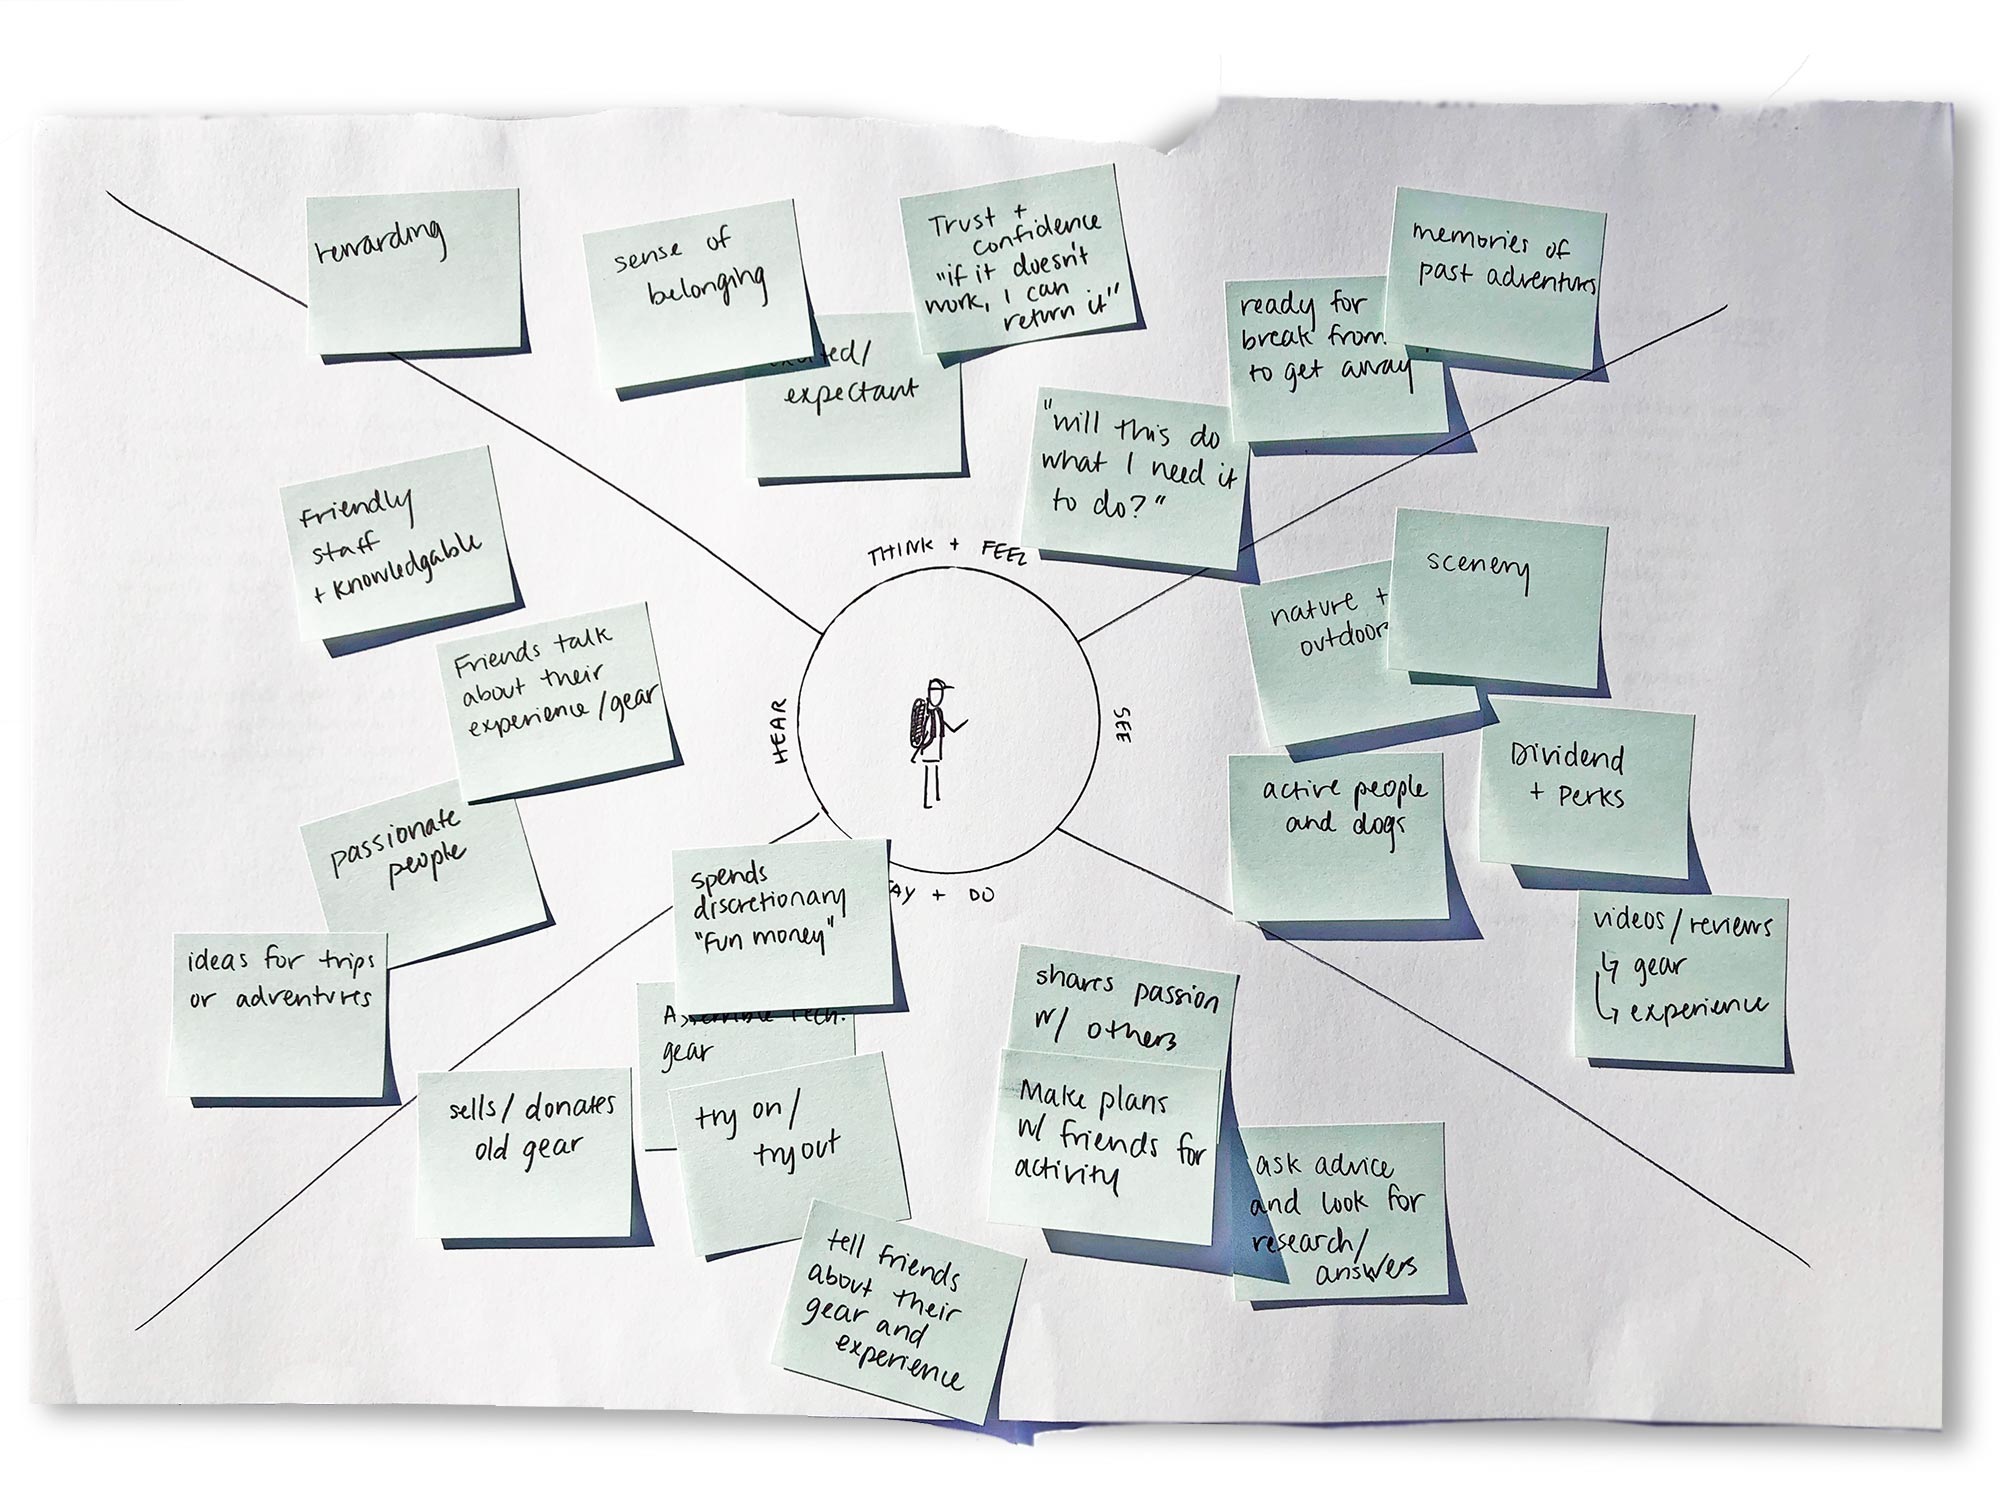 rewarding
sense of
belonging
expectant
Trust +
confidence
"if it doesn't
work, I can
return it"
"will this do
what I need it
to do?"
ready for
break from
to get away
memories of
past adventures
THINK + FEEL
Friendly
staff
+ Knowledgable
Friends talk
about their
experience/gear
passionate
people
ideas for trips
or adventures
HEAR
SEE
nature +
outdoor
scenery
active people
and dogs
Dividend
+ Perks
videos/reviews
↳ gear
↳ experience
AY + DO
spends
discretionary
"Fun money"
gear
sells/donates
old gear
try on/
try out
tell friends
about their
gear and
experience
shares passion
w/ others
Make plans
w/ friends for
activity
ask advice
and look for
research/
answers